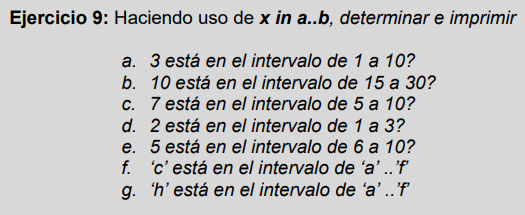 Ejercicio 9: Haciendo uso de x in a..b, determinar e imprimir
a. 3 está en el intervalo de 1 a 10?
b. 10 está en el intervalo de 15 a 30?
c. 7 está en el intervalo de 5 a 10?
d. 2 está en el intervalo de 1 a 3?
e. 5 está en el intervalo de 6 a 10?
f. ‘c’ está en el intervalo de ‘a’ ..’f’
g. ‘h’ está en el intervalo de ‘a’ ..’f’